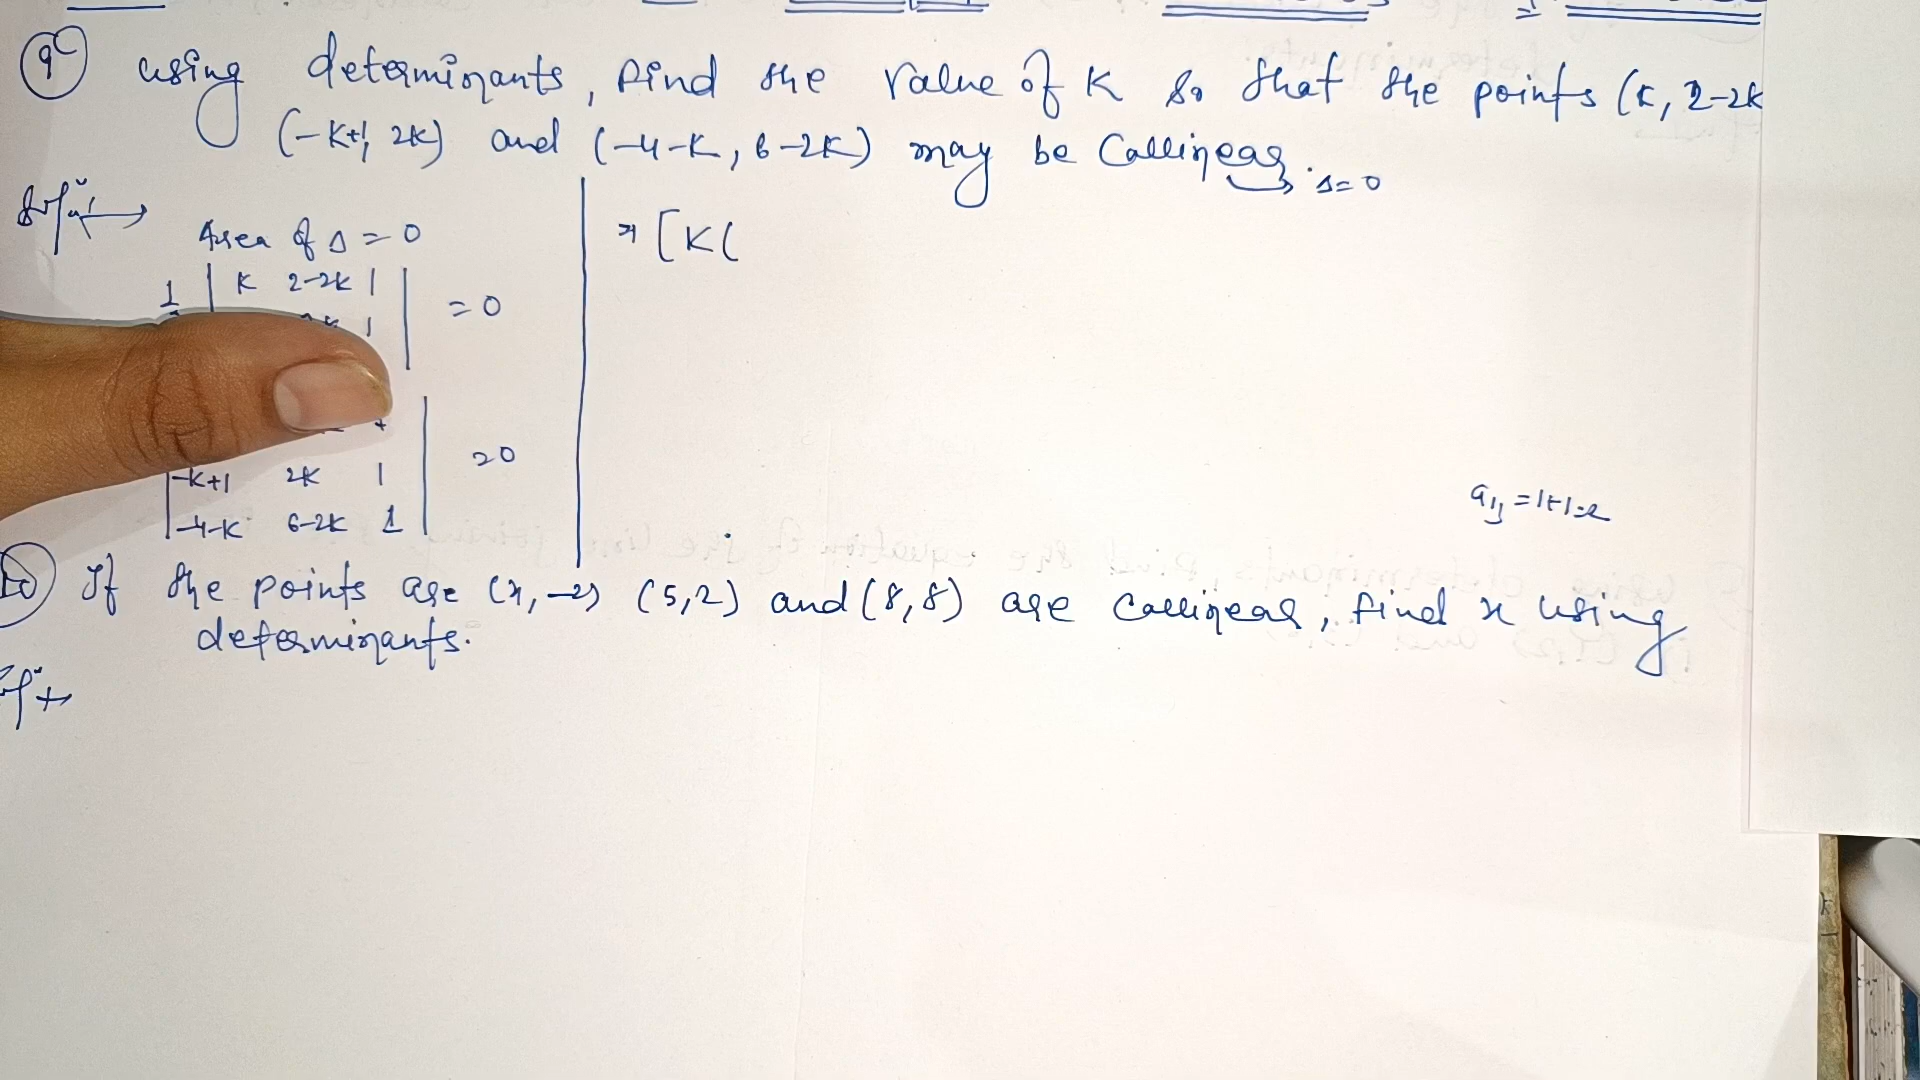 9 using determinants, find the value of K so that the points (K, 2-2K
(-K+1, 2K) and (-4-K, 6-2K) may be Collinear. Δ=0
Solⁿ→
Area of Δ = 0
1 | K 2-2K 1 | = 0
1
-K+1 2K 1 | =0
-4-K 6-2K 1
[K(
a₁₁ = 1+1=2
10 If the points are (x, -2) (5,2) and (8,8) are Collinear, find x using
determinants.